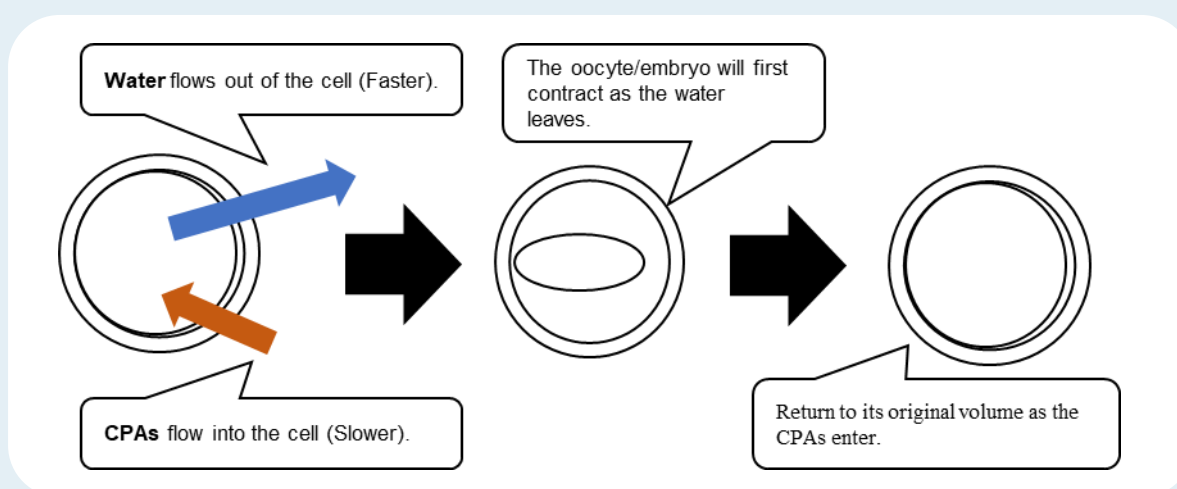 Water flows out of the cell (Faster).
The oocyte/embryo will first
contract as the water
leaves.
CPAs flow into the cell (Slower).
Return to its original volume as the
CPAs enter.